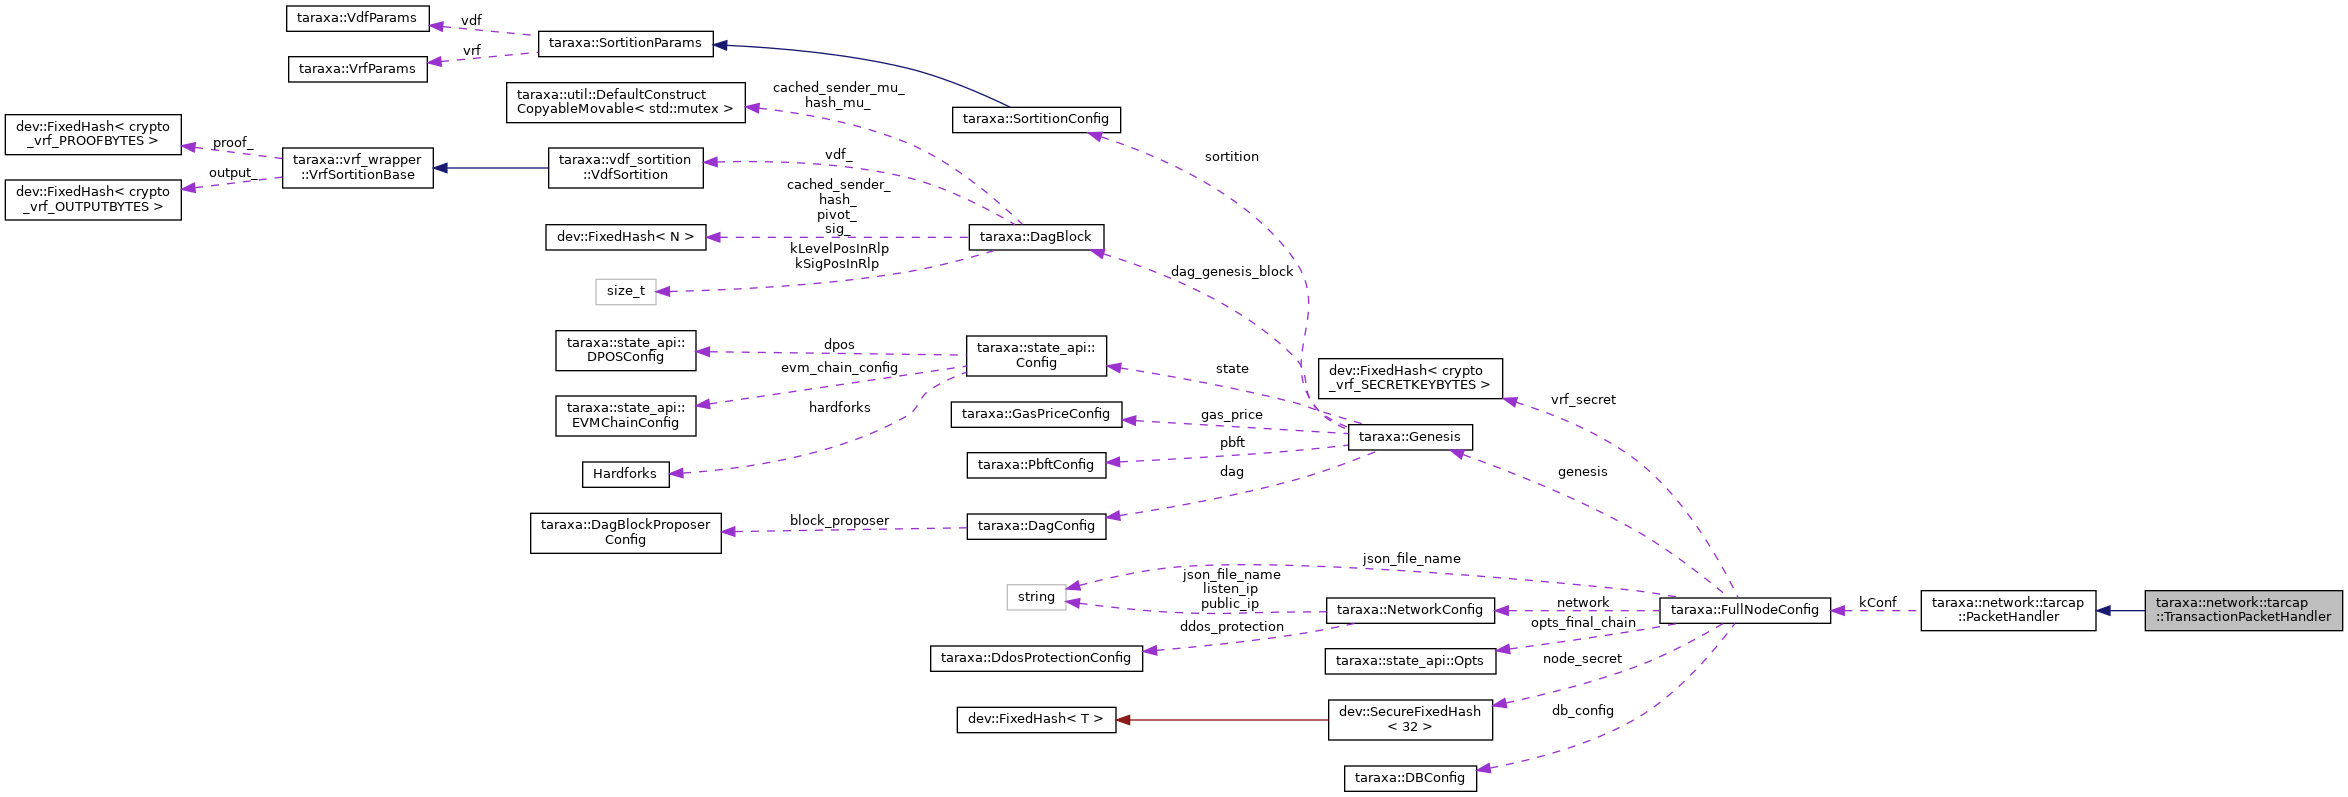 taraxa::VdfParams
vdf
taraxa::SortitionParams
vrf
taraxa::VrfParams
taraxa::util::DefaultConstruct
CopyableMovable< std::mutex >
cached_sender_mu_
hash_mu_
taraxa::SortitionConfig
dev::FixedHash< crypto
_vrf_PROOFBYTES >
proof_
taraxa::vrf_wrapper
::VrfSortitionBase
taraxa::vdf_sortition
::VdfSortition
vdf_
sortition
output_
dev::FixedHash< crypto
_vrf_OUTPUTBYTES >
cached_sender_
hash_
pivot_
sig_
dev::FixedHash< N >
taraxa::DagBlock
kLevelPosInRlp
kSigPosInRlp
size_t
dag_genesis_block
taraxa::state_api::
DPOSConfig
dpos
taraxa::state_api::
Config
evm_chain_config
state
dev::FixedHash< crypto
_vrf_SECRETKEYBYTES >
vrf_secret
taraxa::state_api::
EVMChainConfig
hardforks
taraxa::GasPriceConfig
gas_price
taraxa::Genesis
pbft
Hardforks
taraxa::PbftConfig
dag
genesis
taraxa::DagBlockProposer
Config
block_proposer
taraxa::DagConfig
json_file_name
string
json_file_name
listen_ip
public_ip
taraxa::NetworkConfig
network
taraxa::FullNodeConfig
kConf
taraxa::network::tarcap
::PacketHandler
taraxa::network::tarcap
::TransactionPacketHandler
ddos_protection
opts_final_chain
taraxa::DdosProtectionConfig
taraxa::state_api::Opts
node_secret
dev::FixedHash< T >
dev::SecureFixedHash
< 32 >
db_config
taraxa::DBConfig